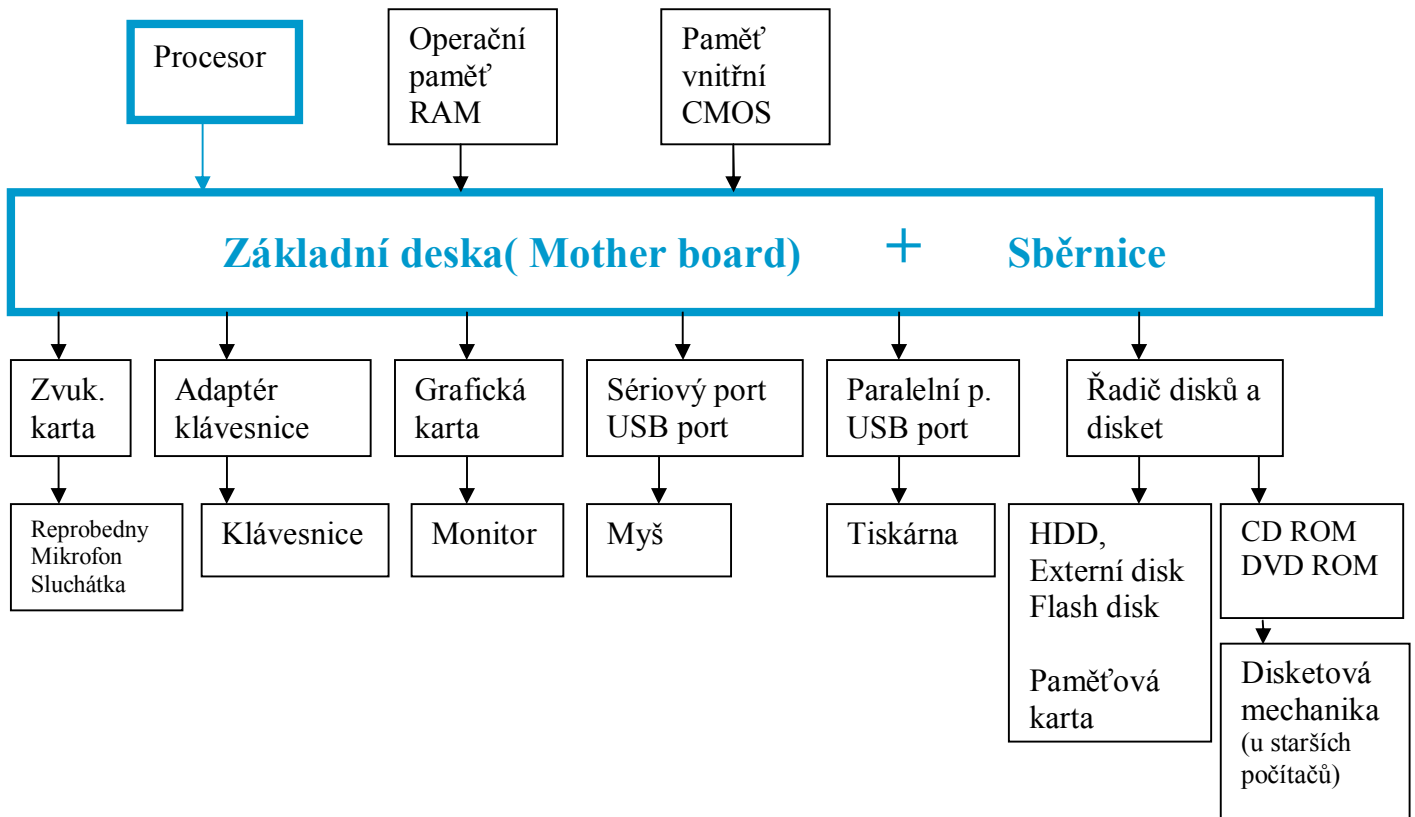 Procesor
Operační
paměť
RAM
Paměť
vnitřní
CMOS
Základní deska( Mother board) + Sběrnice
Zvuk.
karta
Adaptér
klávesnice
Grafická
karta
Sériový port
USB port
Paralelní p.
USB port
Řadič disků a
disket
Reprobedny
Mikrofon
Sluchátka
Klávesnice
Monitor
Myš
Tiskárna
HDD,
Externí disk
Flash disk
Paměťová
karta
CD ROM
DVD ROM
Disketová
mechanika
(u starších
počítačů)